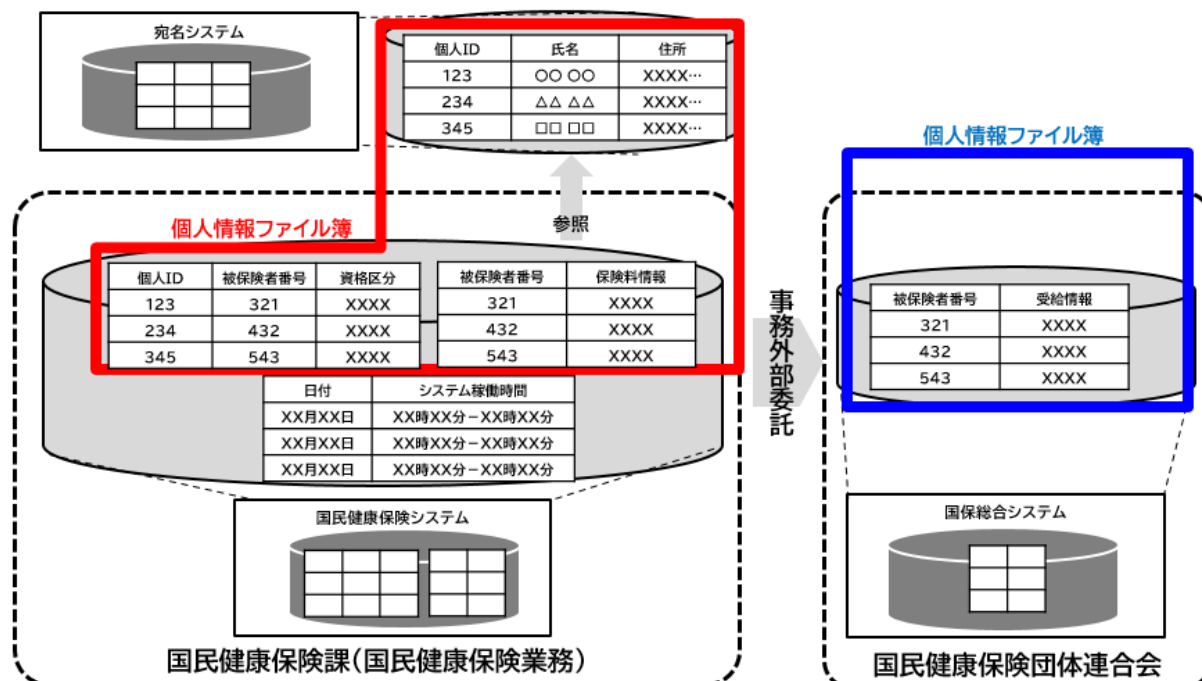 宛名システム
個人ID 氏名 住所
123 〇〇 〇〇 XXXX…
234 △△ △△ XXXX…
345 □□ □□ XXXX…
参照
個人情報ファイル簿
個人ID 被保険者番号 資格区分
123 321 XXXX
234 432 XXXX
345 543 XXXX
被保険者番号 保険料情報
321 XXXX
432 XXXX
543 XXXX
日付 システム稼働時間
XX月XX日 XX時XX分−XX時XX分
XX月XX日 XX時XX分−XX時XX分
XX月XX日 XX時XX分−XX時XX分
国民健康保険システム
国民健康保険課(国民健康保険業務)
事務外部委託
個人情報ファイル簿
被保険者番号 受給情報
321 XXXX
432 XXXX
543 XXXX
国保総合システム
国民健康保険団体連合会